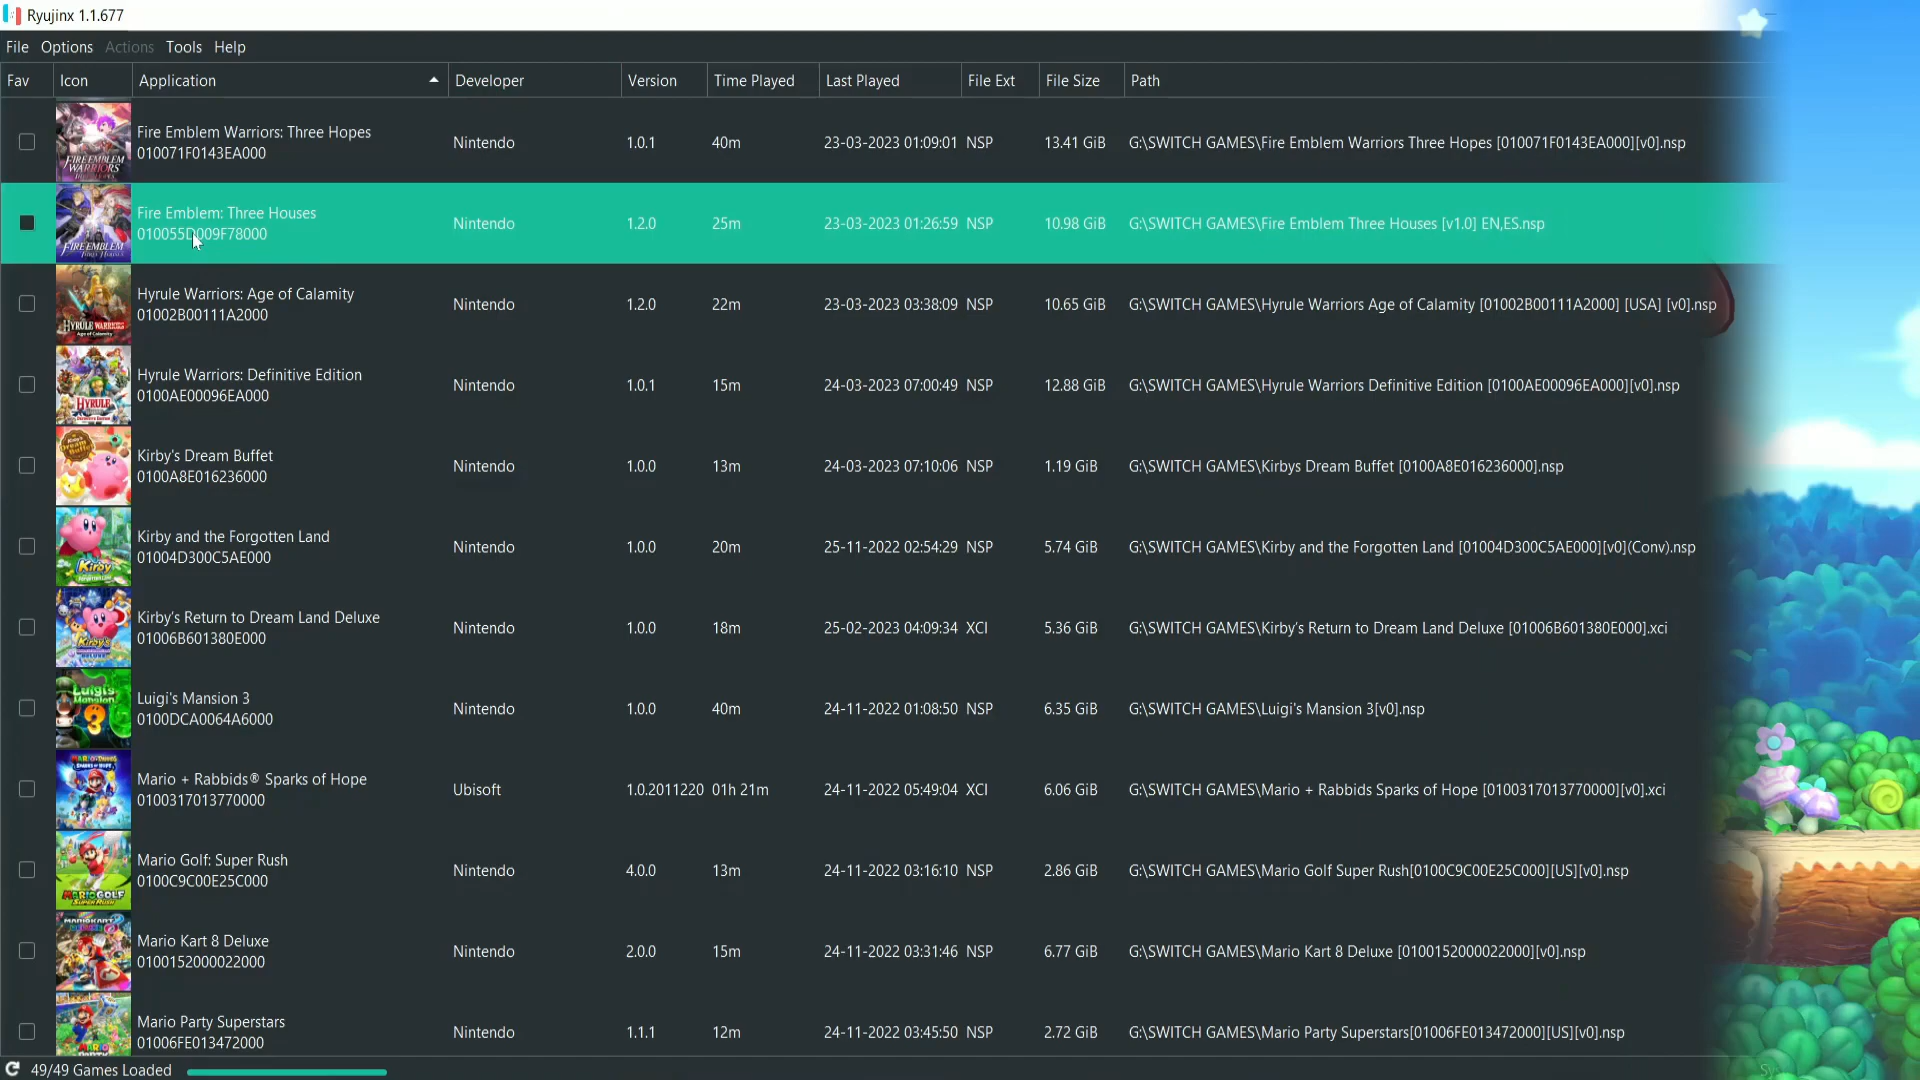 Ryujinx 1.1.677
File Options Actions Tools Help
Fav Icon Application Developer Version Time Played Last Played File Ext File Size Path
Fire Emblem Warriors: Three Hopes
010071F0143EA000
Nintendo 1.0.1 40m 23-03-2023 01:09:01 NSP 13.41 GiB G:\SWITCH GAMES\Fire Emblem Warriors Three Hopes [010071F0143EA000][v0].nsp
Fire Emblem: Three Houses
010055D009F78000
Nintendo 1.2.0 25m 23-03-2023 01:26:59 NSP 10.98 GiB G:\SWITCH GAMES\Fire Emblem Three Houses [v1.0] EN,ES.nsp
Hyrule Warriors: Age of Calamity
01002B00111A2000
Nintendo 1.2.0 22m 23-03-2023 03:38:09 NSP 10.65 GiB G:\SWITCH GAMES\Hyrule Warriors Age of Calamity [01002B00111A2000] [USA] [v0].nsp
Hyrule Warriors: Definitive Edition
0100AE00096EA000
Nintendo 1.0.1 15m 24-03-2023 07:00:49 NSP 12.88 GiB G:\SWITCH GAMES\Hyrule Warriors Definitive Edition [0100AE00096EA000][v0].nsp
Kirby's Dream Buffet
0100A8E016236000
Nintendo 1.0.0 13m 24-03-2023 07:10:06 NSP 1.19 GiB G:\SWITCH GAMES\Kirbys Dream Buffet [0100A8E016236000].nsp
Kirby and the Forgotten Land
01004D300C5AE000
Nintendo 1.0.0 20m 25-11-2022 02:54:29 NSP 5.74 GiB G:\SWITCH GAMES\Kirby and the Forgotten Land [01004D300C5AE000][v0](Conv).nsp
Kirby's Return to Dream Land Deluxe
01006B601380E000
Nintendo 1.0.0 18m 25-02-2023 04:09:34 XCI 5.36 GiB G:\SWITCH GAMES\Kirby's Return to Dream Land Deluxe [01006B601380E000].xci
Luigi's Mansion 3
0100DCA0064A6000
Nintendo 1.0.0 40m 24-11-2022 01:08:50 NSP 6.35 GiB G:\SWITCH GAMES\Luigi's Mansion 3[v0].nsp
Mario + Rabbids® Sparks of Hope
0100317013770000
Ubisoft 1.0.2011220 01h 21m 24-11-2022 05:49:04 XCI 6.06 GiB G:\SWITCH GAMES\Mario + Rabbids Sparks of Hope [0100317013770000][v0].xci
Mario Golf: Super Rush
0100C9C00E25C000
Nintendo 4.0.0 13m 24-11-2022 03:16:10 NSP 2.86 GiB G:\SWITCH GAMES\Mario Golf Super Rush[0100C9C00E25C000][US][v0].nsp
Mario Kart 8 Deluxe
0100152000022000
Nintendo 2.0.0 15m 24-11-2022 03:31:46 NSP 6.77 GiB G:\SWITCH GAMES\Mario Kart 8 Deluxe [0100152000022000][v0].nsp
Mario Party Superstars
01006FE013472000
Nintendo 1.1.1 12m 24-11-2022 03:45:50 NSP 2.72 GiB G:\SWITCH GAMES\Mario Party Superstars[01006FE013472000][US][v0].nsp
49/49 Games Loaded